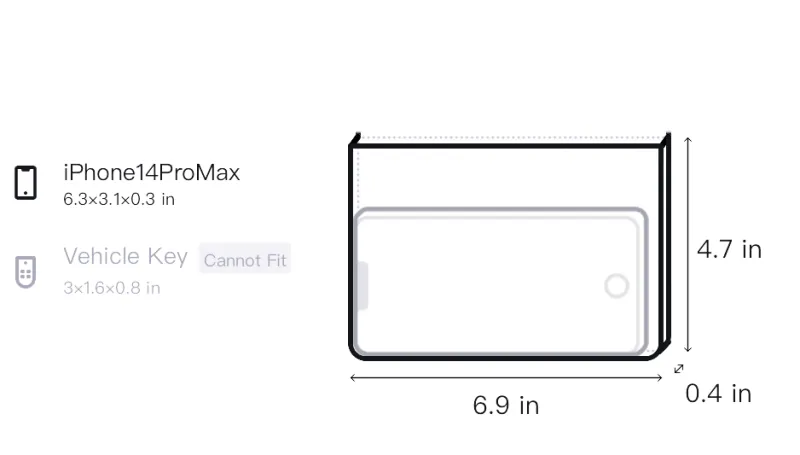 iPhone14ProMax
6.3×3.1×0.3 in
Vehicle Key Cannot Fit
3×1.6×0.8 in
4.7 in
0.4 in
6.9 in